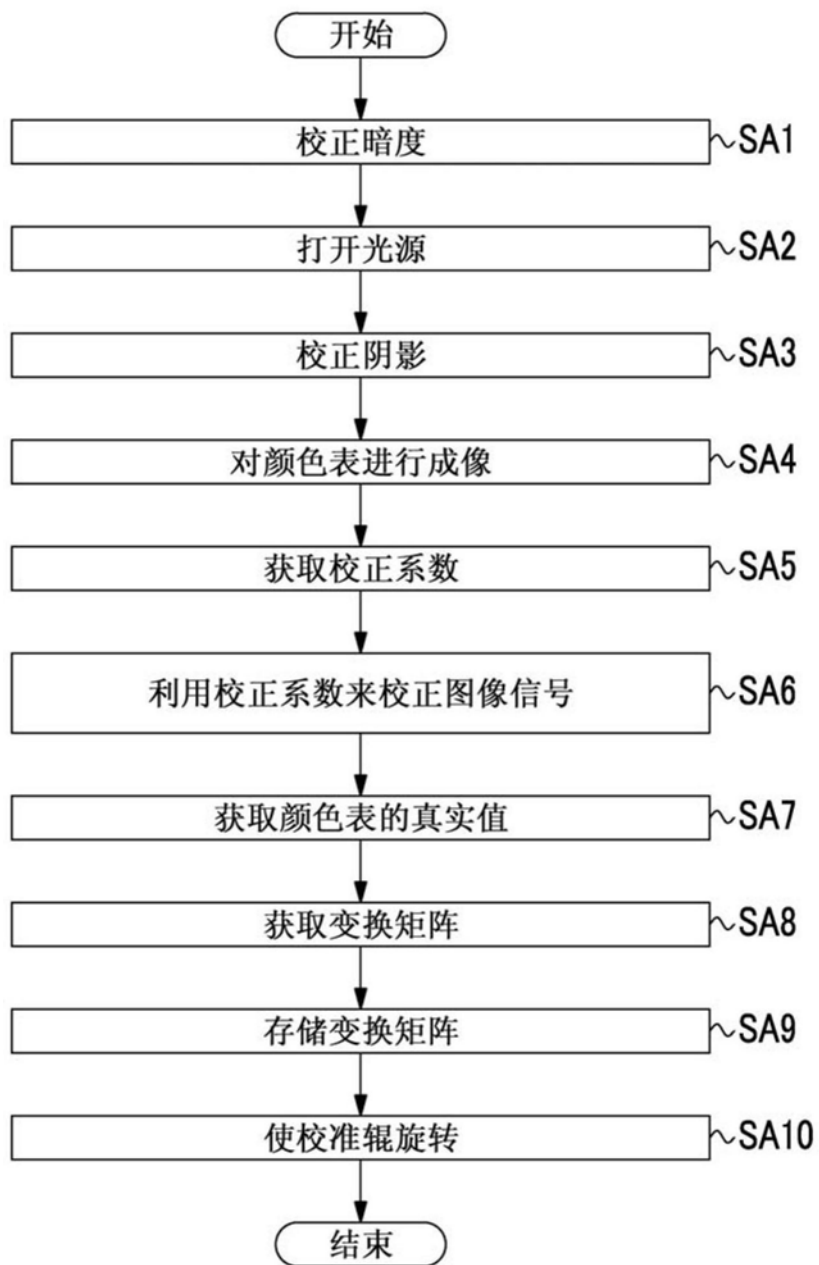 开始
校正暗度
SA1
打开光源
SA2
校正阴影
SA3
对颜色表进行成像
SA4
获取校正系数
SA5
利用校正系数来校正图像信号
SA6
获取颜色表的真实值
SA7
获取变换矩阵
SA8
存储变换矩阵
SA9
使校准辊旋转
SA10
结束